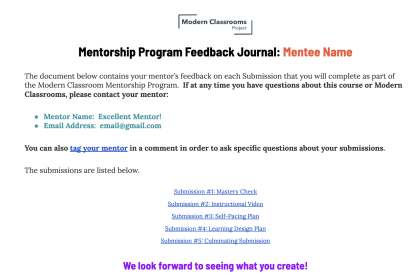 Modern Classrooms
Project
Mentorship Program Feedback Journal: Mentee Name
The document below contains your mentor's feedback on each Submission that you will complete as part of
the Modern Classroom Mentorship Program. If at any time you have questions about this course or Modern
Classrooms, please contact your mentor:
● Mentor Name: Excellent Mentor!
● Email Address: email@gmail.com
You can also tag your mentor in a comment in order to ask specific questions about your submissions.
The submissions are listed below.
Submission #1: Mastery Check
Submission #2: Instructional Video
Submission #3: Self-Pacing Plan
Submission #4: Learning Design Plan
Submission #5: Culminating Submission
We look forward to seeing what you create!